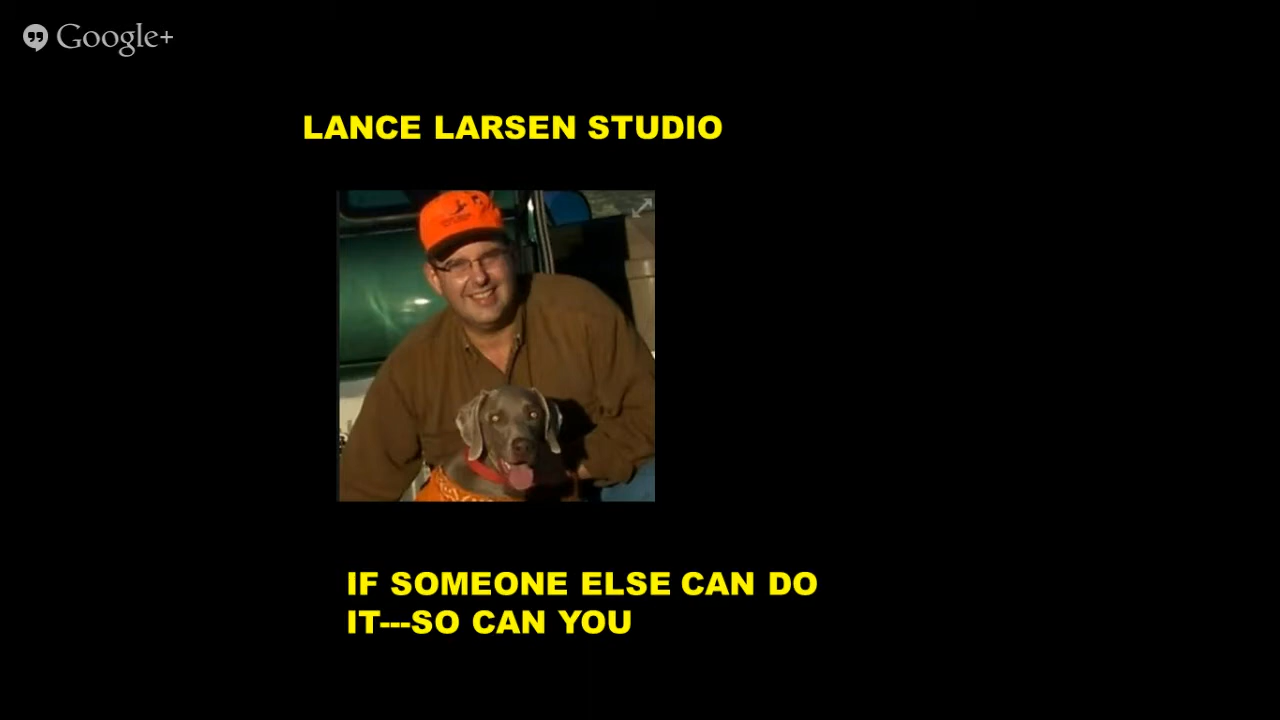 Google+
LANCE LARSEN STUDIO
IF SOMEONE ELSE CAN DO
IT---SO CAN YOU